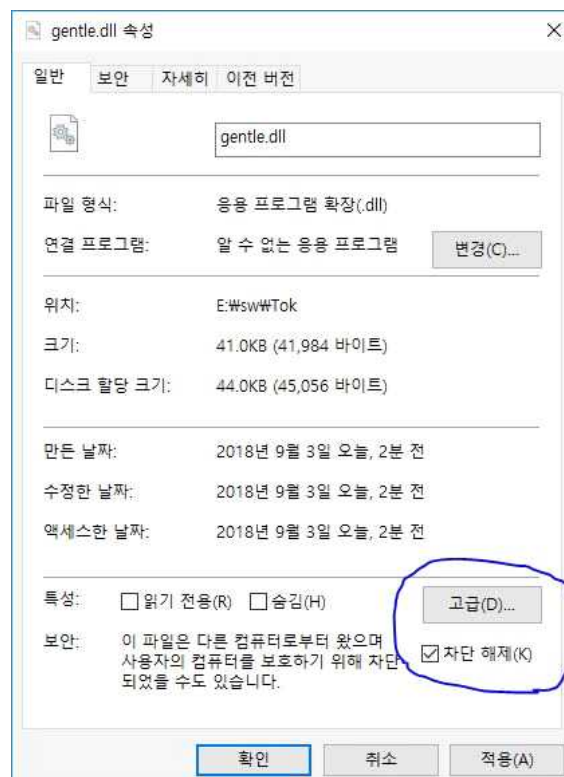 gentle.dll 속성
일반 보안 자세히 이전 버전
gentle.dll
파일 형식: 응용 프로그램 확장(.dll)
연결 프로그램: 알 수 없는 응용 프로그램 변경(C)...
위치: E:₩sw₩Tok
크기: 41.0KB (41,984 바이트)
디스크 할당 크기: 44.0KB (45,056 바이트)
만든 날짜: 2018년 9월 3일 오늘, 2분 전
수정한 날짜: 2018년 9월 3일 오늘, 2분 전
액세스한 날짜: 2018년 9월 3일 오늘, 2분 전
특성: 읽기 전용(R) 숨김(H) 고급(D)...
보안: 이 파일은 다른 컴퓨터로부터 왔으며
사용자의 컴퓨터를 보호하기 위해 차단 차단 해제(K)
되었을 수도 있습니다.
확인 취소 적용(A)